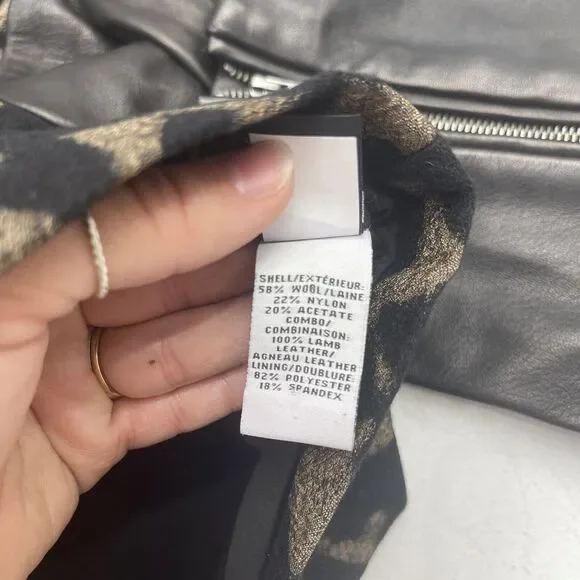 SHELL/EXTÉRIEUR:
58% WOOL/LAINE
22% NYLON
20% ACETATE
COMBO/
COMBINAISON:
100% LAMB
LEATHER/
AGNEAU LEATHER
LINING/DOUBLURE:
82% POLYESTER
18% SPANDEX